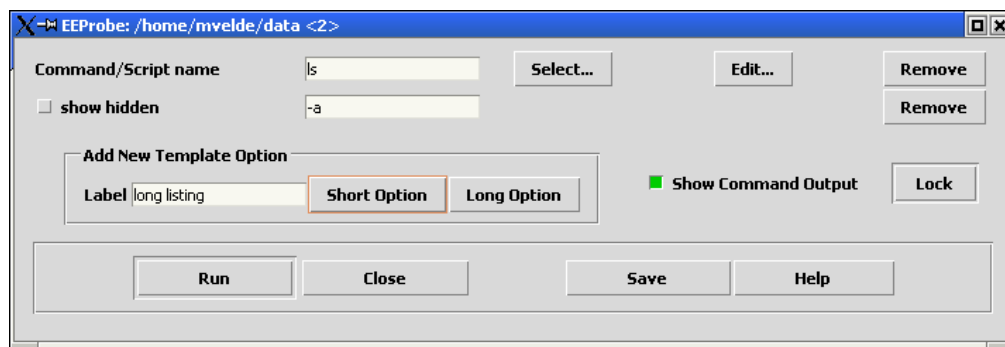 EEProbe: /home/mvelde/data <2>
Command/Script name ls Select... Edit... Remove
show hidden -a Remove
Add New Template Option
Label long listing Short Option Long Option Show Command Output Lock
Run Close Save Help